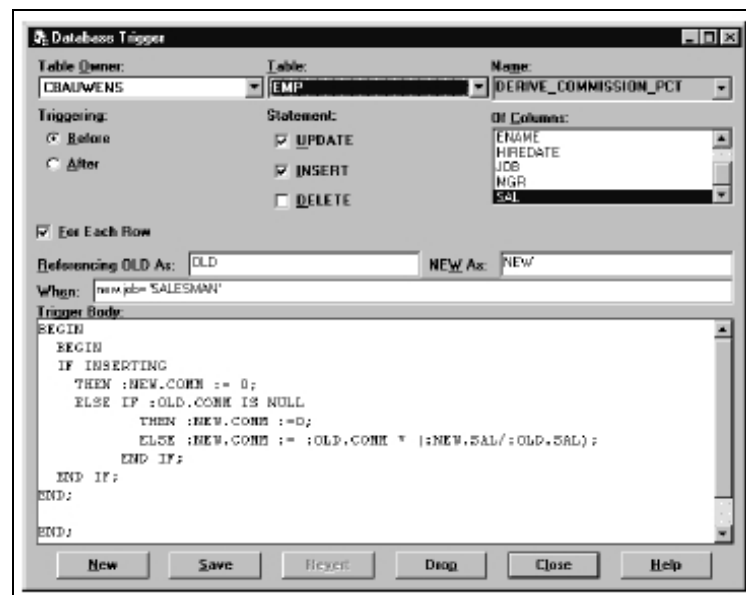 Database Trigger
Table Owner: Table: Name:
CBAUWENS EMP DERIVE_COMMISSION_PCT
Triggering: Statement: Of Columns:
Before UPDATE ENAME
HIREDATE
After INSERT JOB
MGR
DELETE SAL
For Each Row
Referencing OLD As: OLD NEW As: NEW
When: new.job= 'SALESMAN'
Trigger Body:
BEGIN
BEGIN
IF INSERTING
THEN :NEW.COMM := 0;
ELSE IF :OLD.COMM IS NULL
THEN :NEW.COMM :=0;
ELSE :NEW.COMM := :OLD.COMM * (:NEW.SAL/:OLD.SAL);
END IF;
END IF;
END;
END;
New Save Revert Drop Close Help